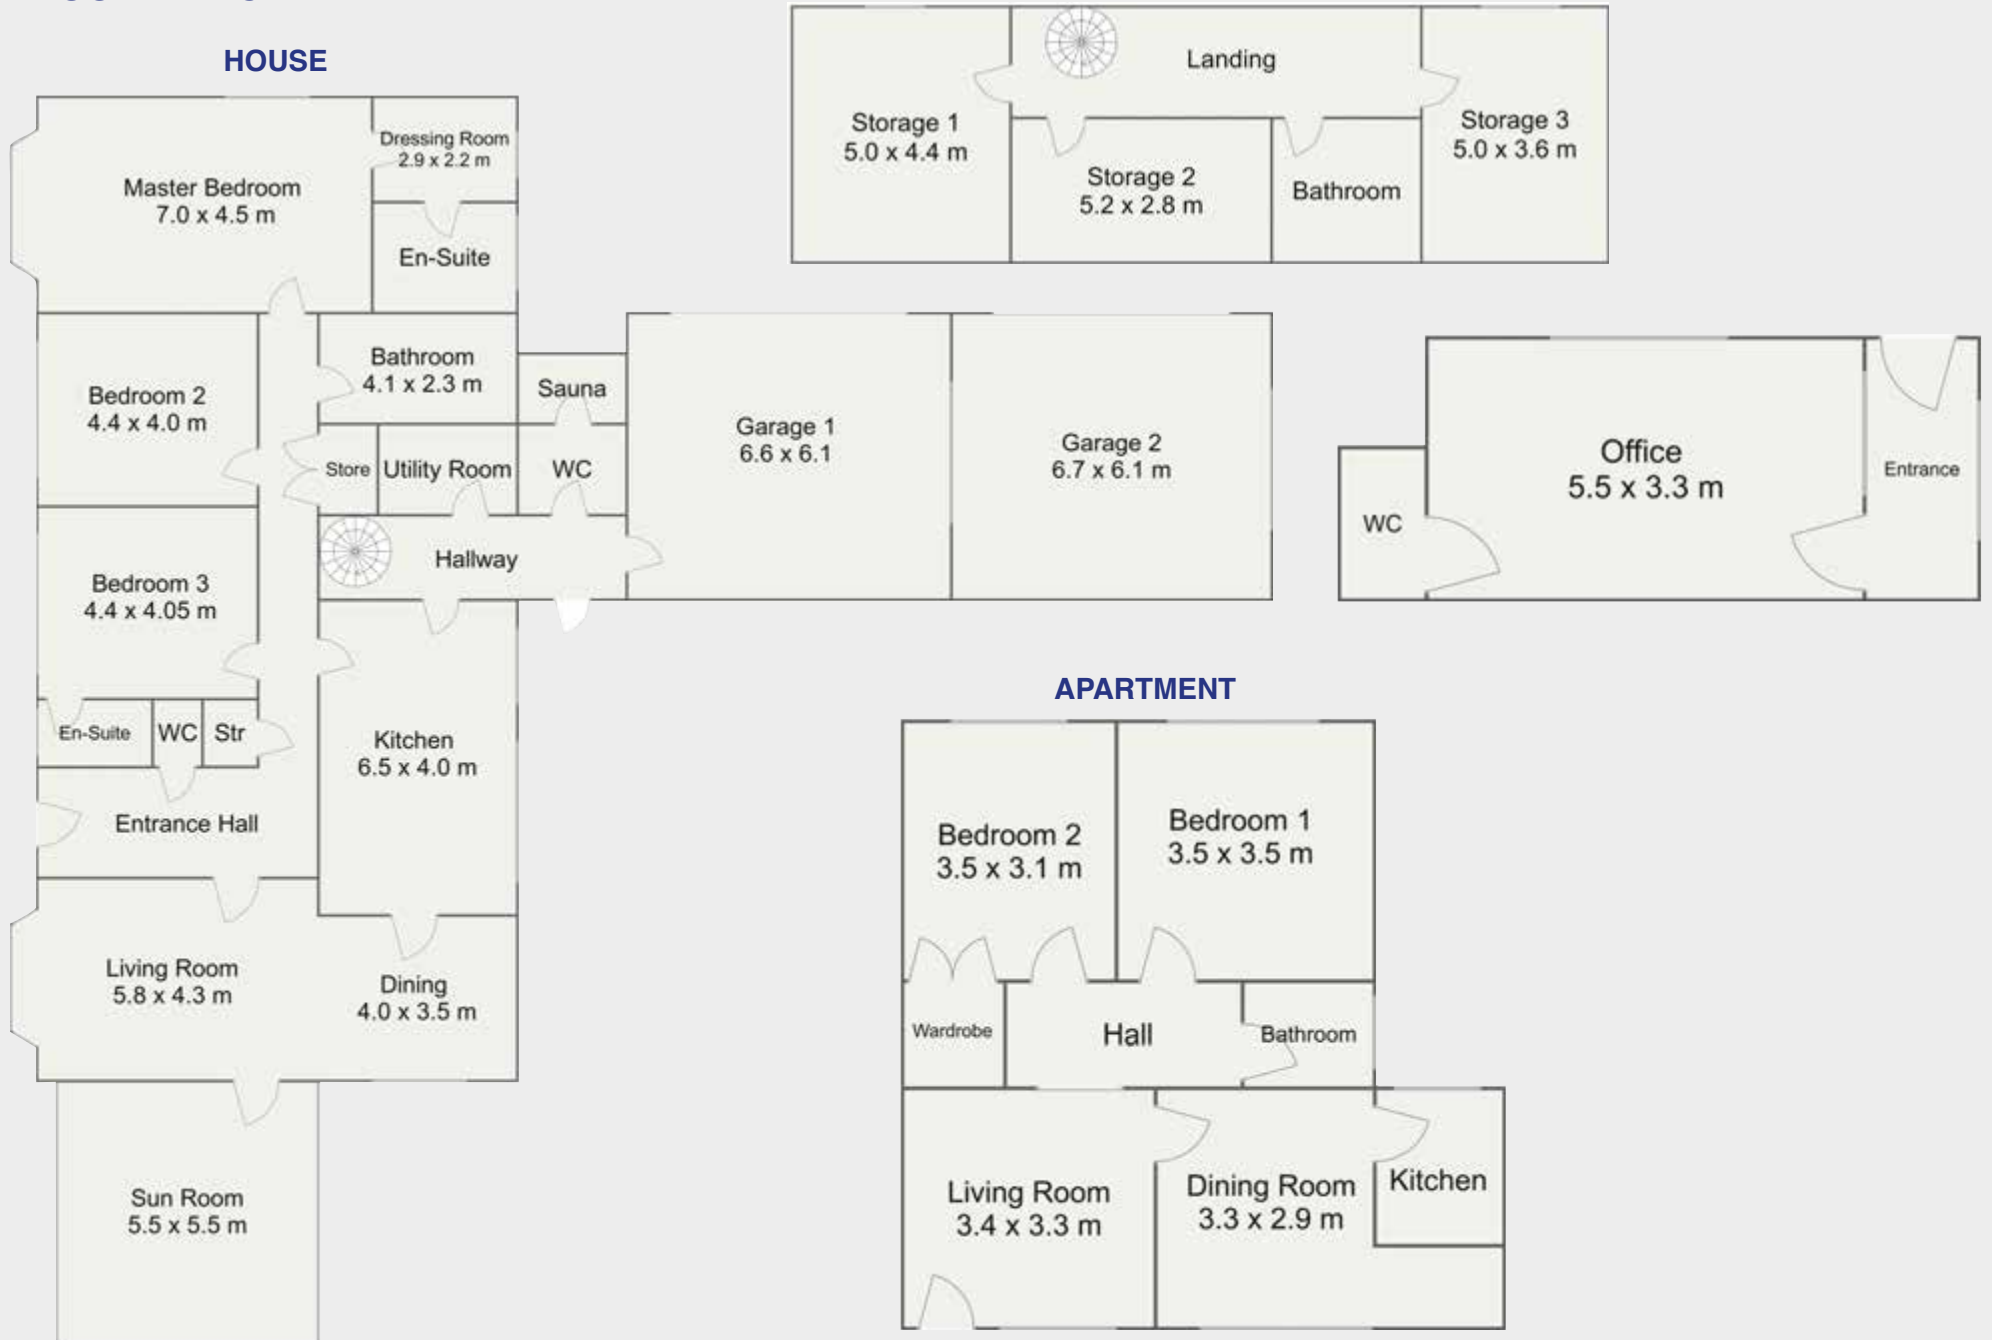 HOUSE
Master Bedroom
7.0 x 4.5 m
Dressing Room
2.9 x 2.2 m
En-Suite
Bedroom 2
4.4 x 4.0 m
Bathroom
4.1 x 2.3 m
Sauna
Store
Utility Room
WC
Hallway
Bedroom 3
4.4 x 4.05 m
En-Suite
WC
Str
Kitchen
6.5 x 4.0 m
Entrance Hall
Living Room
5.8 x 4.3 m
Dining
4.0 x 3.5 m
Sun Room
5.5 x 5.5 m
Garage 1
6.6 x 6.1
Garage 2
6.7 x 6.1 m
Landing
Storage 1
5.0 x 4.4 m
Storage 2
5.2 x 2.8 m
Bathroom
Storage 3
5.0 x 3.6 m
Office
5.5 x 3.3 m
Entrance
WC
APARTMENT
Bedroom 2
3.5 x 3.1 m
Bedroom 1
3.5 x 3.5 m
Wardrobe
Hall
Bathroom
Living Room
3.4 x 3.3 m
Dining Room
3.3 x 2.9 m
Kitchen